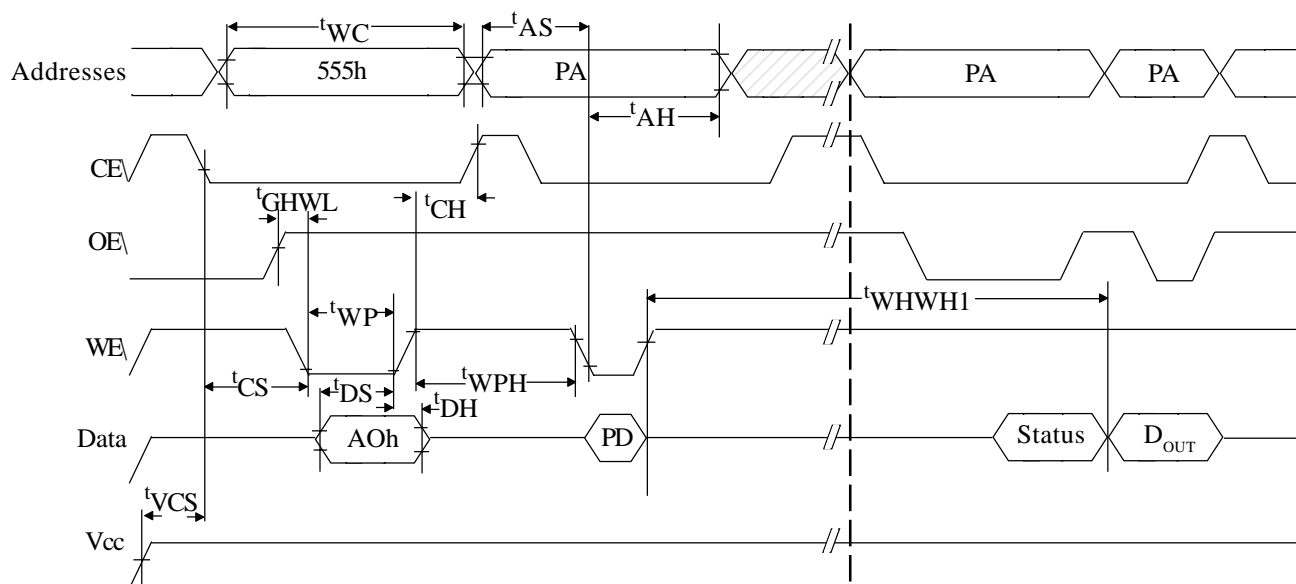 tWC
tAS
Addresses
555h
PA
PA
PA
tAH
CE\
tGHWL
tCH
OE\
tWHWH1
tWP
WE\
tCS
tDS
tWPH
tDH
Data
AOh
PD
Status
DOUT
tVCS
Vcc